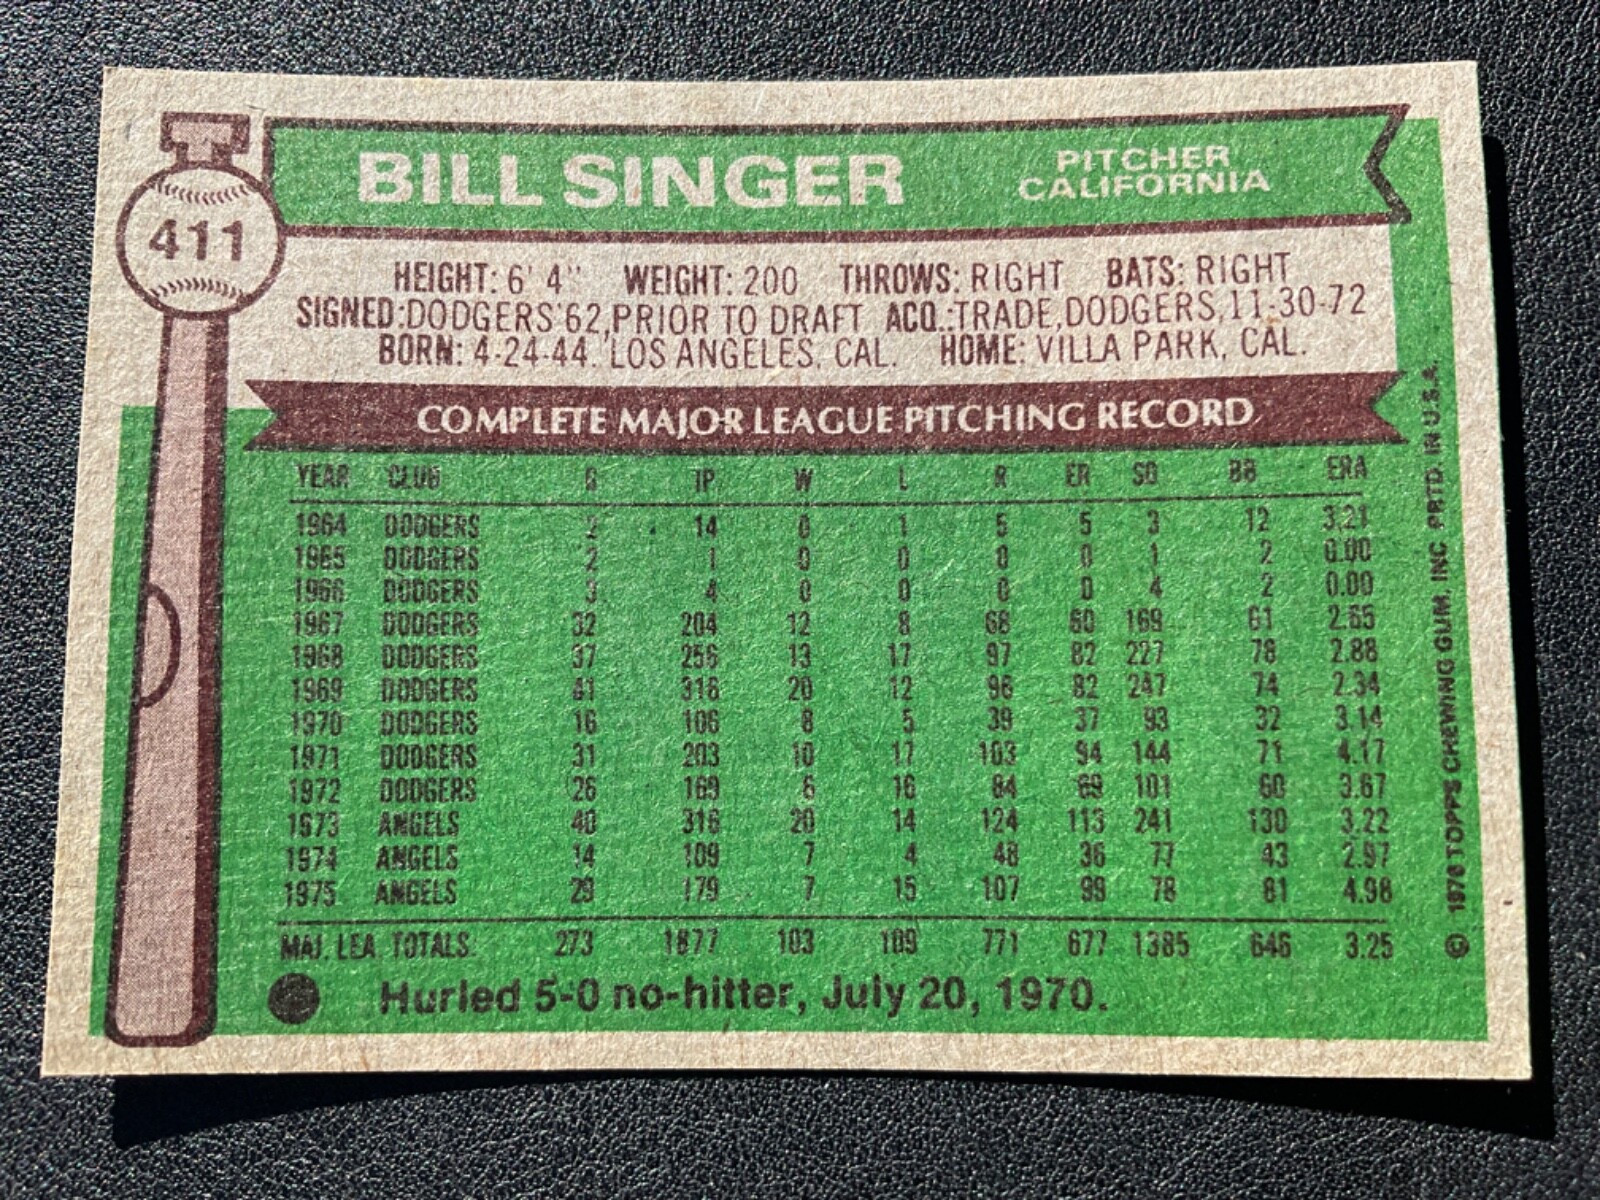 T
411
BILL SINGER
PITCHER
CALIFORNIA
HEIGHT: 6' 4" WEIGHT: 200 THROWS: RIGHT BATS: RIGHT
SIGNED: DODGERS '62, PRIOR TO DRAFT ACQ.: TRADE, DODGERS, 11-30-72
BORN: 4-24-44. LOS ANGELES, CAL. HOME: VILLA PARK, CAL.
COMPLETE MAJOR LEAGUE PITCHING RECORD
YEAR CLUB G IP W L R ER SO BB ERA
1964 DODGERS 2 14 0 1 5 5 3 12 3.21
1965 DODGERS 2 1 0 0 0 0 1 2 0.00
1966 DODGERS 3 4 0 0 0 0 4 2 0.00
1967 DODGERS 32 204 12 8 68 60 169 61 2.65
1968 DODGERS 37 256 13 17 97 82 227 78 2.88
1969 DODGERS 41 316 20 12 96 82 247 74 2.34
1970 DODGERS 16 106 8 5 39 37 93 32 3.14
1971 DODGERS 31 203 10 17 103 94 144 71 4.17
1972 DODGERS 26 169 6 16 84 69 101 60 3.67
1973 ANGELS 40 316 20 14 124 113 241 130 3.22
1974 ANGELS 14 109 7 4 48 36 77 43 2.97
1975 ANGELS 29 179 7 15 107 99 78 81 4.98
MAJ. LEA. TOTALS. 273 1877 103 109 771 677 1385 646 3.25
Hurled 5-0 no-hitter, July 20, 1970.
© 1976 TOPPS CHEWING GUM, INC PRTD. IN U.S.A.